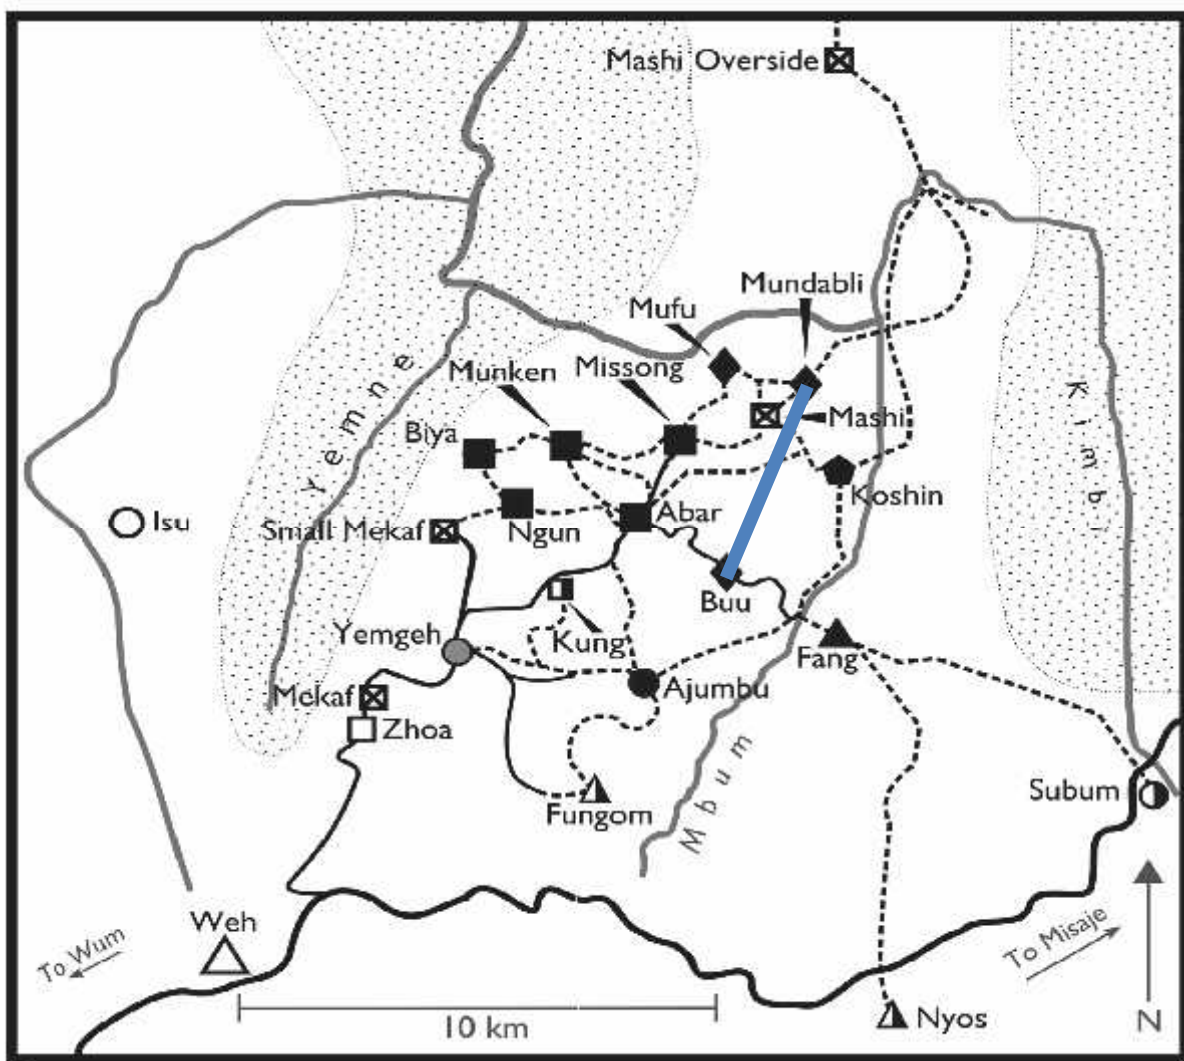 Mashi Overside
Mundabli
Mufu
Missong
Munken
Mashi
Biya
Yemne
Kimbi
Koshin
Isu
Small Mekaf
Ngun
Abar
Buu
Kung
Yemgeh
Fang
Mekaf
Ajumbu
Zhoa
Mbum
Subum
Fungom
Weh
To Wum
To Misaje
10 km
Nyos
N